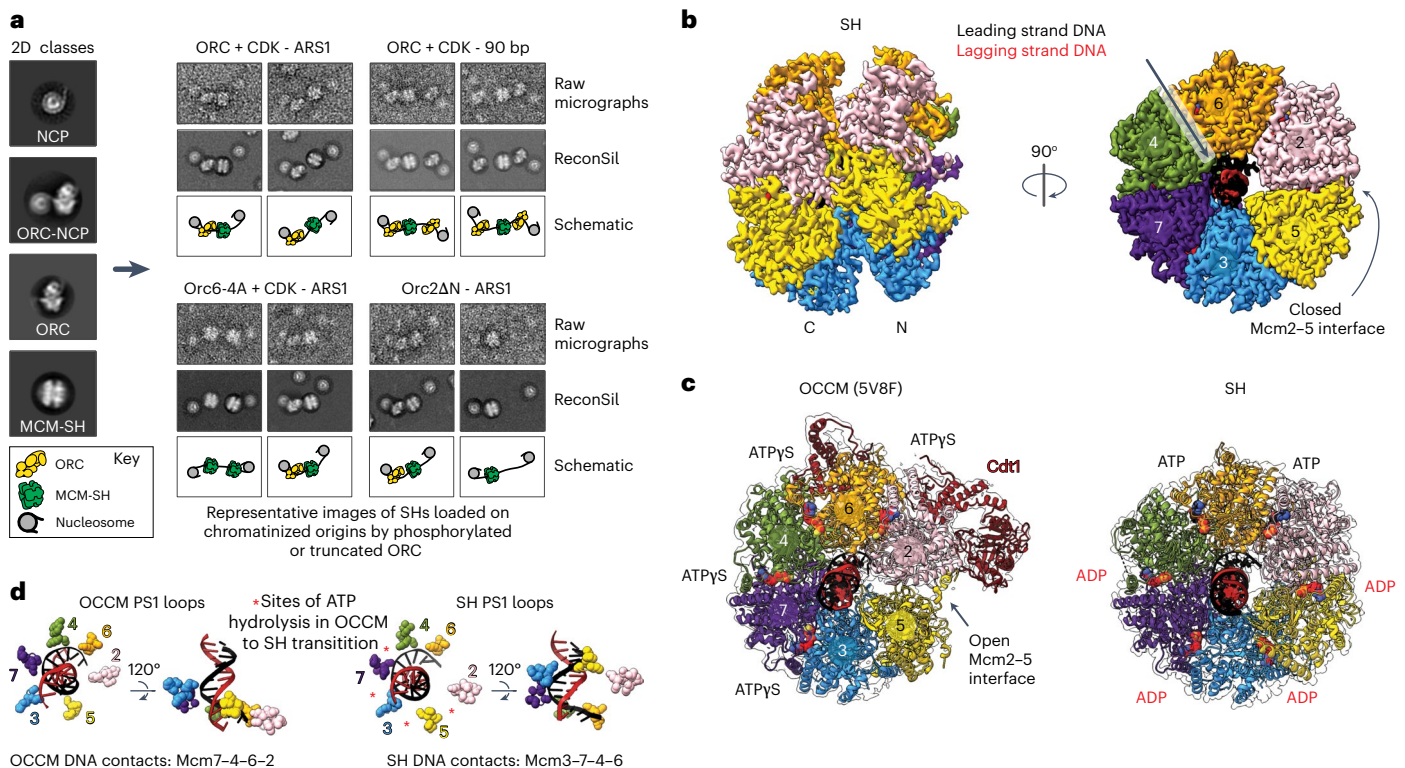 a
2D classes
NCP
ORC-NCP
ORC
MCM-SH
Key
ORC
MCM-SH
Nucleosome
ORC + CDK - ARS1
ORC + CDK - 90 bp
Raw
micrographs
ReconSil
Schematic
Orc6-4A + CDK - ARS1
Orc2ΔN - ARS1
Raw
micrographs
ReconSil
Schematic
Representative images of SHs loaded on
chromatinized origins by phosphorylated
or truncated ORC
b
SH
C
N
90°
Leading strand DNA
Lagging strand DNA
6
4
2
7
5
3
Closed
Mcm2–5 interface
c
OCCM (5V8F)
ATPγS
ATPγS
Cdt1
6
4
2
ATPγS
7
5
3
ATPγS
Open
Mcm2–5
interface
SH
ATP
ATP
ADP
ADP
ADP
ADP
d
OCCM PS1 loops
4
6
7
2
3
5
120°
OCCM DNA contacts: Mcm7–4–6–2
*Sites of ATP
hydrolysis in OCCM
to SH transitition
SH PS1 loops
4
6
*
7
2
*
3
*
5
*
120°
SH DNA contacts: Mcm3–7–4–6